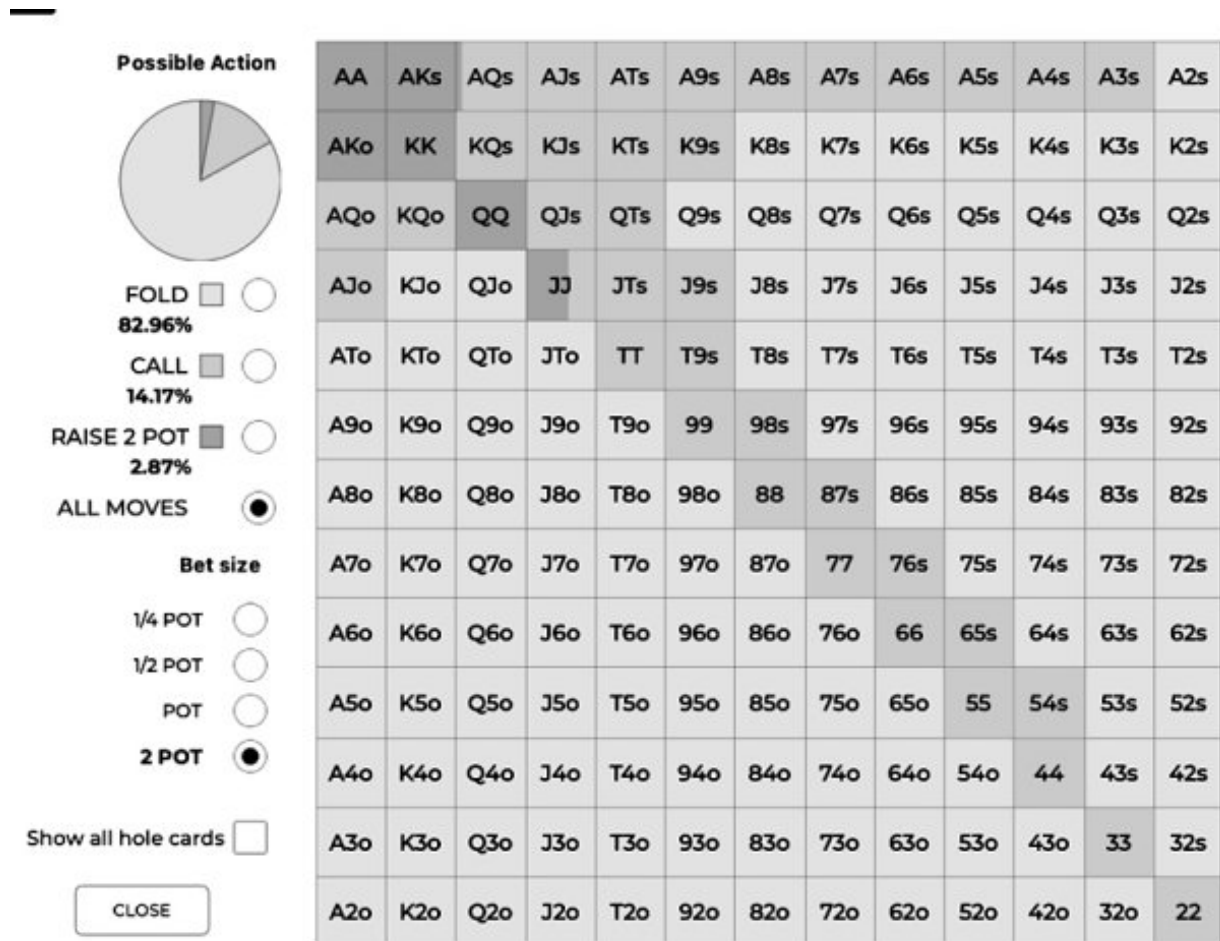 Possible Action
FOLD
82.96%
CALL
14.17%
RAISE 2 POT
2.87%
ALL MOVES
Bet size
1/4 POT
1/2 POT
POT
2 POT
Show all hole cards
CLOSE
AA AKs AQs AJs ATs A9s A8s A7s A6s A5s A4s A3s A2s
AKo KK KQs KJs KTs K9s K8s K7s K6s K5s K4s K3s K2s
AQo KQo QQ QJs QTs Q9s Q8s Q7s Q6s Q5s Q4s Q3s Q2s
AJo KJo QJo JJ JTs J9s J8s J7s J6s J5s J4s J3s J2s
ATo KTo QTo JTo TT T9s T8s T7s T6s T5s T4s T3s T2s
A9o K9o Q9o J9o T9o 99 98s 97s 96s 95s 94s 93s 92s
A8o K8o Q8o J8o T8o 98o 88 87s 86s 85s 84s 83s 82s
A7o K7o Q7o J7o T7o 97o 87o 77 76s 75s 74s 73s 72s
A6o K6o Q6o J6o T6o 96o 86o 76o 66 65s 64s 63s 62s
A5o K5o Q5o J5o T5o 95o 85o 75o 65o 55 54s 53s 52s
A4o K4o Q4o J4o T4o 94o 84o 74o 64o 54o 44 43s 42s
A3o K3o Q3o J3o T3o 93o 83o 73o 63o 53o 43o 33 32s
A2o K2o Q2o J2o T2o 92o 82o 72o 62o 52o 42o 32o 22